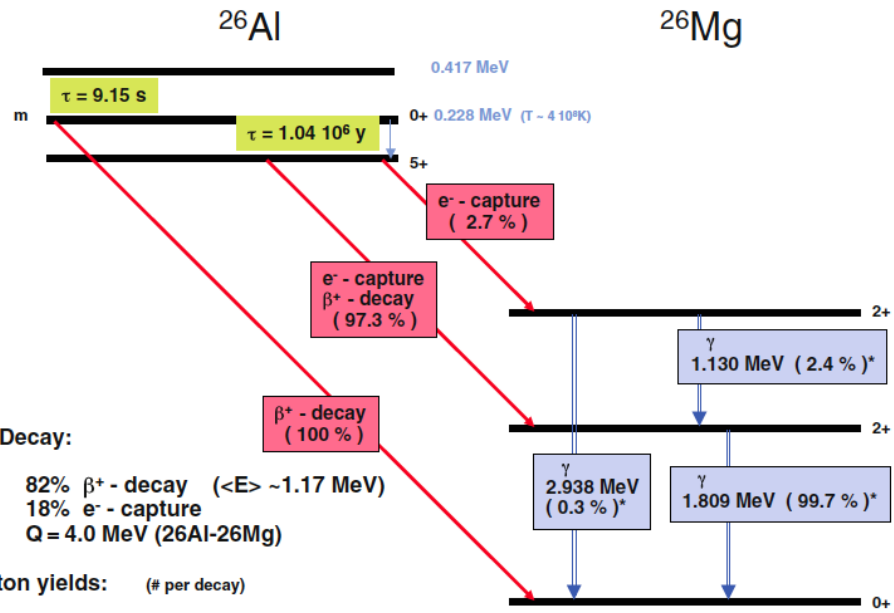 ²⁶Al
²⁶Mg
0.417 MeV
τ = 9.15 s
m
0+ 0.228 MeV (T ~ 4 10⁸K)
τ = 1.04 10⁶ y
5+
e⁻ - capture
( 2.7 % )
e⁻ - capture
β⁺ - decay
( 97.3 % )
2+
γ
1.130 MeV ( 2.4 % )*
β⁺ - decay
( 100 % )
2+
Decay:
82% β⁺ - decay (<E> ~1.17 MeV)
18% e⁻ - capture
Q = 4.0 MeV (26Al-26Mg)
γ
2.938 MeV
( 0.3 % )*
γ
1.809 MeV ( 99.7 % )*
ton yields: (# per decay)
0+